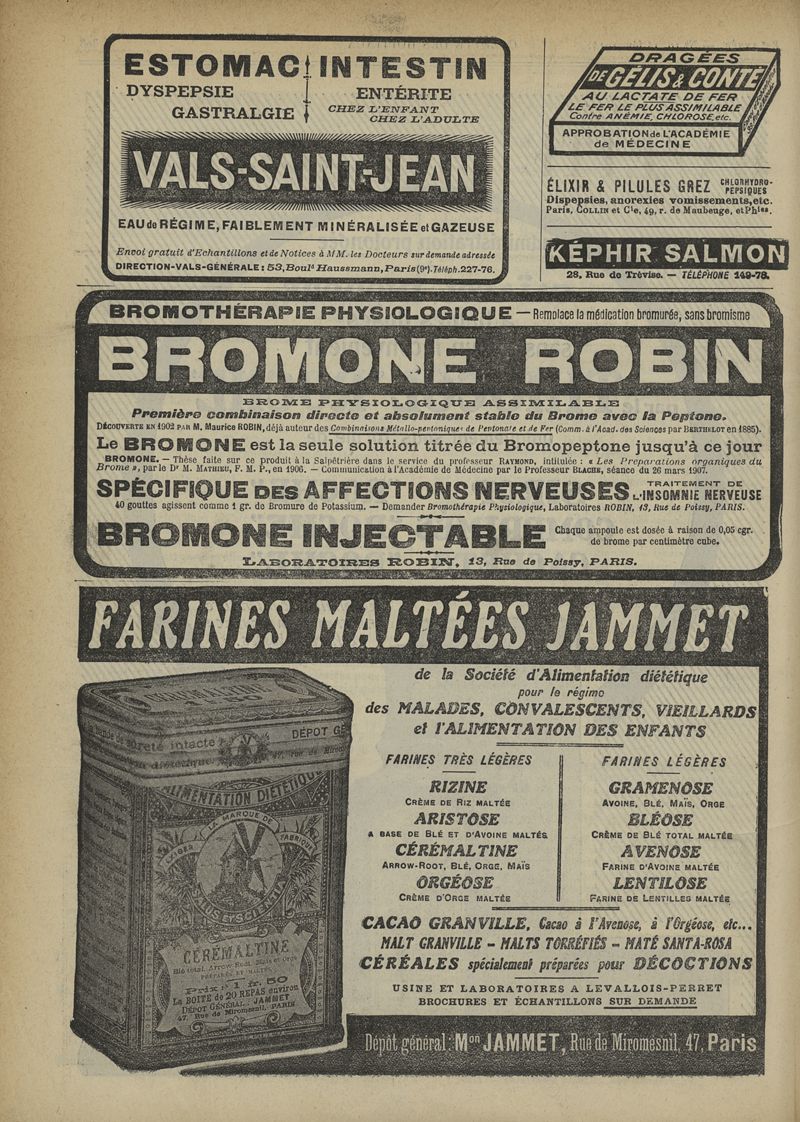 ESTOMAC INTESTIN
DYSPEPSIE ENTÉRITE
GASTRALGIE CHEZ L'ENFANT
CHEZ L'ADULTE
VALS-SAINT-JEAN
EAU de RÉGIME, FAIBLEMENT MINÉRALISÉE et GAZEUSE
Envoi gratuit d'Echantillons et de Notices à MM. les Docteurs sur demande adressée
DIRECTION-VALS-GÉNÉRALE: 53, Boulᵈ Haussmann, Paris (9ᵉ). Téléph. 227-76.
DRAGÉES
DE GÉLIS & CONTÉ
AU LACTATE DE FER
LE FER LE PLUS ASSIMILABLE
Contre ANÉMIE, CHLOROSE, etc.
APPROBATION de L'ACADÉMIE
de MÉDECINE
ÉLIXIR & PILULES GREZ CHLORHYDRO-
PEPSIQUES
Dispepsies, anorexies vomissements, etc.
Paris, COLLIN et Cⁱᵉ, 49, r. de Maubeuge, et Phⁱᵉˢ.
KÉPHIR SALMON
28, Rue de Trévise. — TÉLÉPHONE 149-78.
BROMOTHÉRAPIE PHYSIOLOGIQUE — Remplace la médication bromurée, sans bromisme
BROMONE ROBIN
BROME PHYSIOLOGIQUE ASSIMILABLE
Première combinaison directe et absolument stable du Brome avec la Peptone.
DÉCOUVERTE EN 1902 PAR M. Maurice ROBIN, déjà auteur des Combinaisons Métallo-peptoniques de Peptonate et de Fer (Comm. à l'Acad. des Sciences par BERTHELOT en 1885).
Le BROMONE est la seule solution titrée du Bromopeptone jusqu'à ce jour
BROMONE. — Thèse faite sur ce produit à la Salpêtrière dans le service du professeur RAYMOND, intitulée : « Les Preparations organiques du
Brome », par le Dʳ M. MATHIEU, F. M. P., en 1906. — Communication à l'Académie de Médecine par le Professeur BLACHE, séance du 26 mars 1907.
SPÉCIFIQUE DES AFFECTIONS NERVEUSES TRAITEMENT DE
L'INSOMNIE NERVEUSE
40 gouttes agissent comme 1 gr. de Bromure de Potassium. — Demander Bromothérapie Physiologique, Laboratoires ROBIN, 13, Rue de Poissy, PARIS.
BROMONE INJECTABLE Chaque ampoule est dosée à raison de 0,05 cgr.
de brome par centimètre cube.
LABORATOIRES ROBIN, 13, Rue de Poissy, PARIS.
FARINES MALTÉES JAMMET
de la Société d'Alimentation diététique
pour le régime
des MALADES, CONVALESCENTS, VIEILLARDS
et l'ALIMENTATION DES ENFANTS
FARINES TRÈS LÉGÈRES
RIZINE
CRÈME DE RIZ MALTÉE
ARISTOSE
A BASE DE BLÉ ET D'AVOINE MALTÉS
CÉRÉMALTINE
ARROW-ROOT, BLÉ, ORGE, MAÏS
ORGÉOSE
CRÈME D'ORGE MALTÉE
FARINES LÉGÈRES
GRAMENOSE
AVOINE, BLÉ, MAÏS, ORGE
BLÉOSE
CRÈME DE BLÉ TOTAL MALTÉE
AVENOSE
FARINE D'AVOINE MALTÉE
LENTILOSE
FARINE DE LENTILLES MALTÉE
CACAO GRANVILLE, Cacao à l'Avenose, à l'Orgéose, etc...
MALT GRANVILLE - MALTS TORRÉFIÉS - MATÉ SANTA-ROSA
CÉRÉALES spécialement préparées pour DÉCOCTIONS
USINE ET LABORATOIRES A LEVALLOIS-PERRET
BROCHURES ET ÉCHANTILLONS SUR DEMANDE
Dépôt général: Mᵒⁿ JAMMET, Rue de Miromesnil, 47, Paris
CÉRÉMALTINE
intacte
DÉPOT GÉ
ALIMENTATION DIÉTÉTIQUE
LA MARQUE DE
EXIGER FABRIQUE
CÉRÉMALTINE
Blé total, Arrow-Root, Maïs et Orge
Prix: 1 fr. 50
La BOITE de 20 REPAS environ
DÉPOT GÉNÉRAL. JAMMET
47, Rue de Miromesnil, PARIS